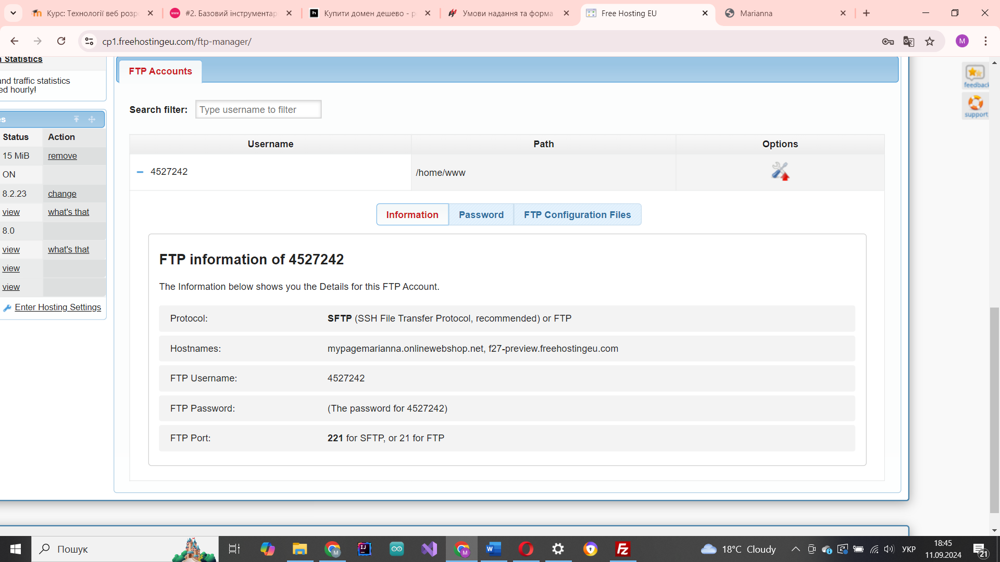 Курс: Технології веб розр
#2. Базовий інструментар
Купити домен дешево - р
Умови надання та форма
Free Hosting EU
Marianna
cp1.freehostingeu.com/ftp-manager/
M
Statistics
and traffic statistics
ed hourly!
es
Status Action
15 MiB remove
ON
8.2.23 change
view what's that
8.0
view what's that
view
view
Enter Hosting Settings
FTP Accounts
Search filter: Type username to filter
Username Path Options
4527242 /home/www
Information Password FTP Configuration Files
FTP information of 4527242
The Information below shows you the Details for this FTP Account.
Protocol: SFTP (SSH File Transfer Protocol, recommended) or FTP
Hostnames: mypagemarianna.onlinewebshop.net, f27-preview.freehostingeu.com
FTP Username: 4527242
FTP Password: (The password for 4527242)
FTP Port: 221 for SFTP, or 21 for FTP
feedback
support
Пошук
18°C Cloudy
УКР
18:45
11.09.2024
21